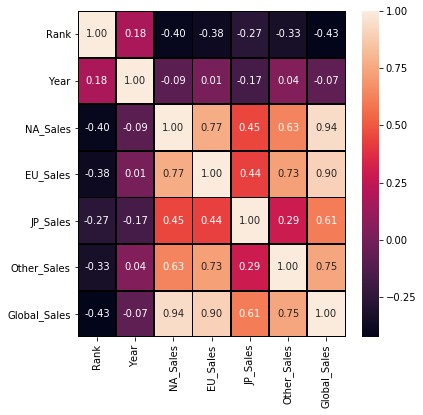 1.00
Rank 1.00 0.18 -0.40 -0.38 -0.27 -0.33 -0.43
0.75
Year 0.18 1.00 -0.09 0.01 -0.17 0.04 -0.07
NA_Sales -0.40 -0.09 1.00 0.77 0.45 0.63 0.94
0.50
EU_Sales -0.38 0.01 0.77 1.00 0.44 0.73 0.90
0.25
JP_Sales -0.27 -0.17 0.45 0.44 1.00 0.29 0.61
0.00
Other_Sales -0.33 0.04 0.63 0.73 0.29 1.00 0.75
−0.25
Global_Sales -0.43 -0.07 0.94 0.90 0.61 0.75 1.00
Rank
Year
NA_Sales
EU_Sales
JP_Sales
Other_Sales
Global_Sales